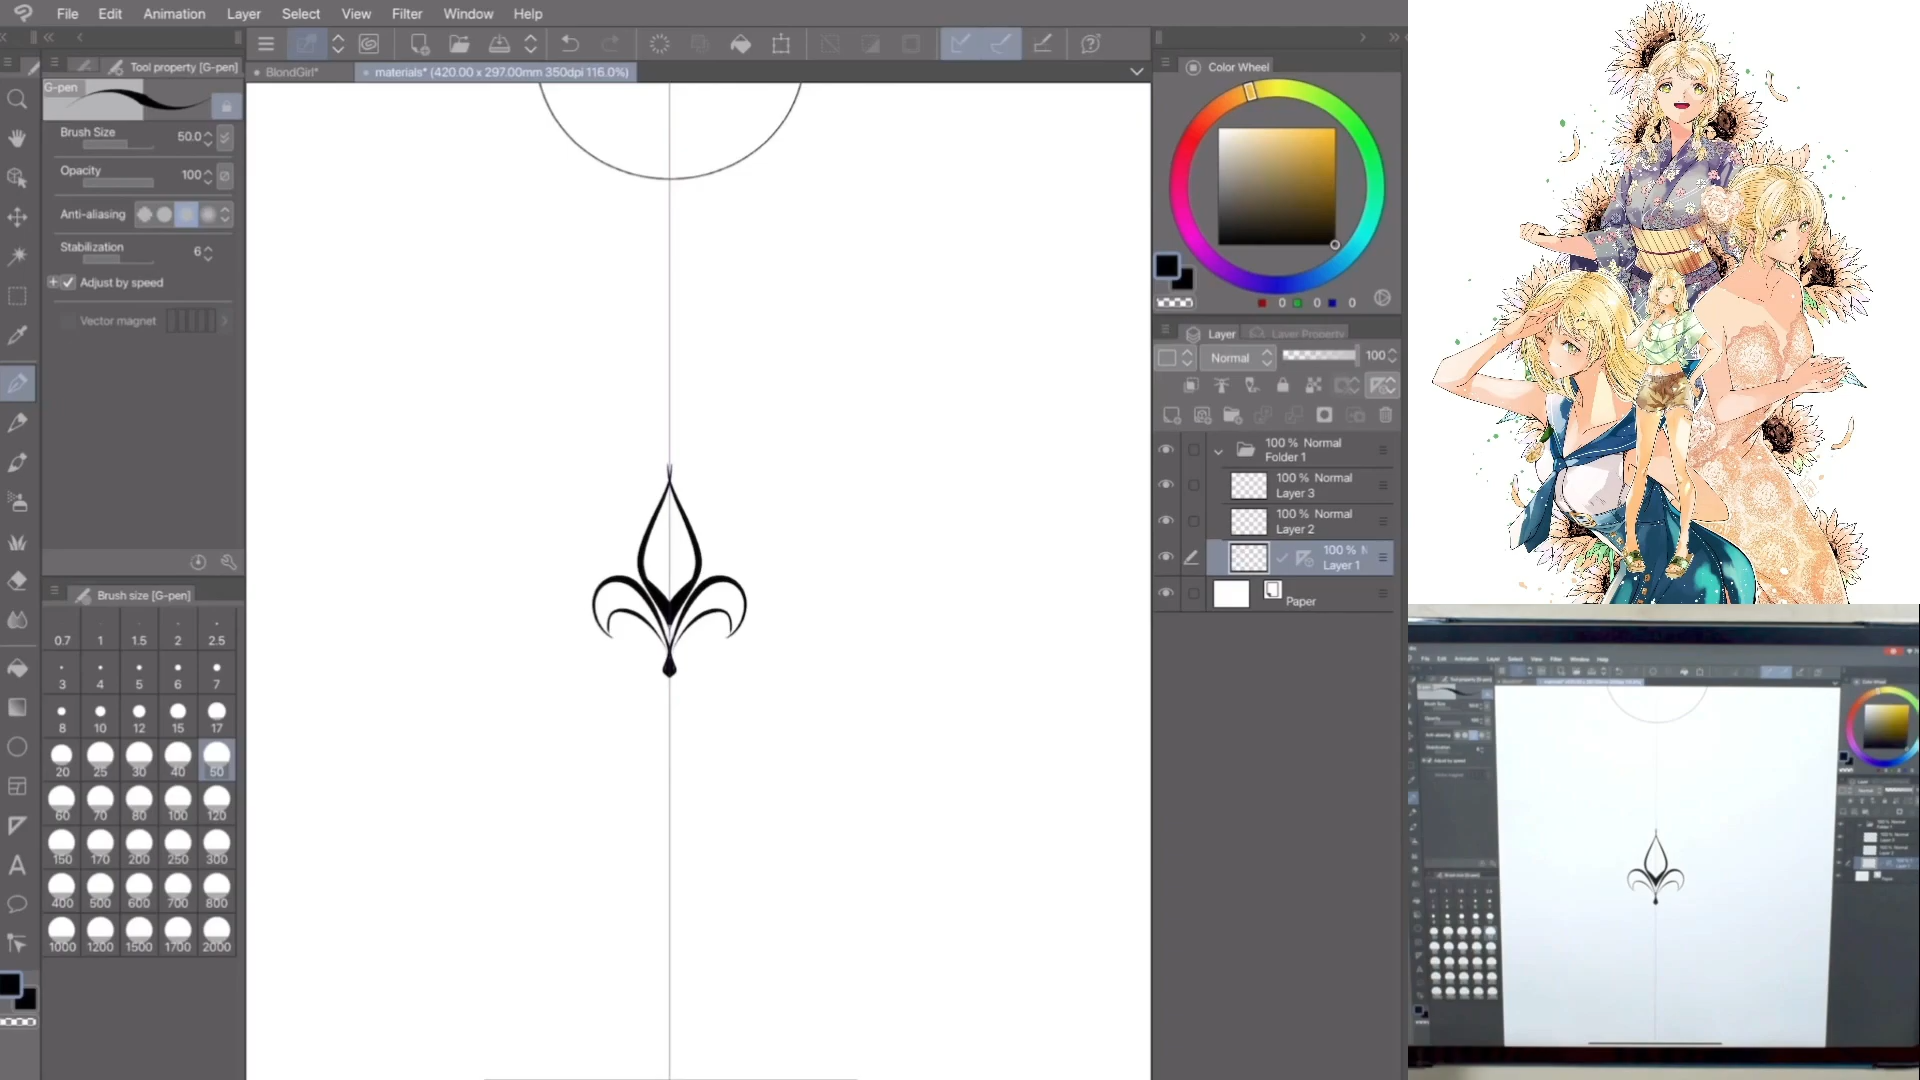 File Edit Animation Layer Select View Filter Window Help
Tool property [G-pen]
BlondGirl*
materials* (420.00 x 297.00mm 350dpi 116.0%)
G-pen
Brush Size 50.0
Opacity 100
Anti-aliasing
Stabilization 6
Adjust by speed
Vector magnet
Brush size [G-pen]
0.7 1 1.5 2 2.5
3 4 5 6 7
8 10 12 15 17
20 25 30 40 50
60 70 80 100 120
150 170 200 250 300
400 500 600 700 800
1000 1200 1500 1700 2000
Color Wheel
0 0 0
Layer Layer Property
Normal 100
100 % Normal
Folder 1
100 % Normal
Layer 3
100 % Normal
Layer 2
100 % N
Layer 1
Paper